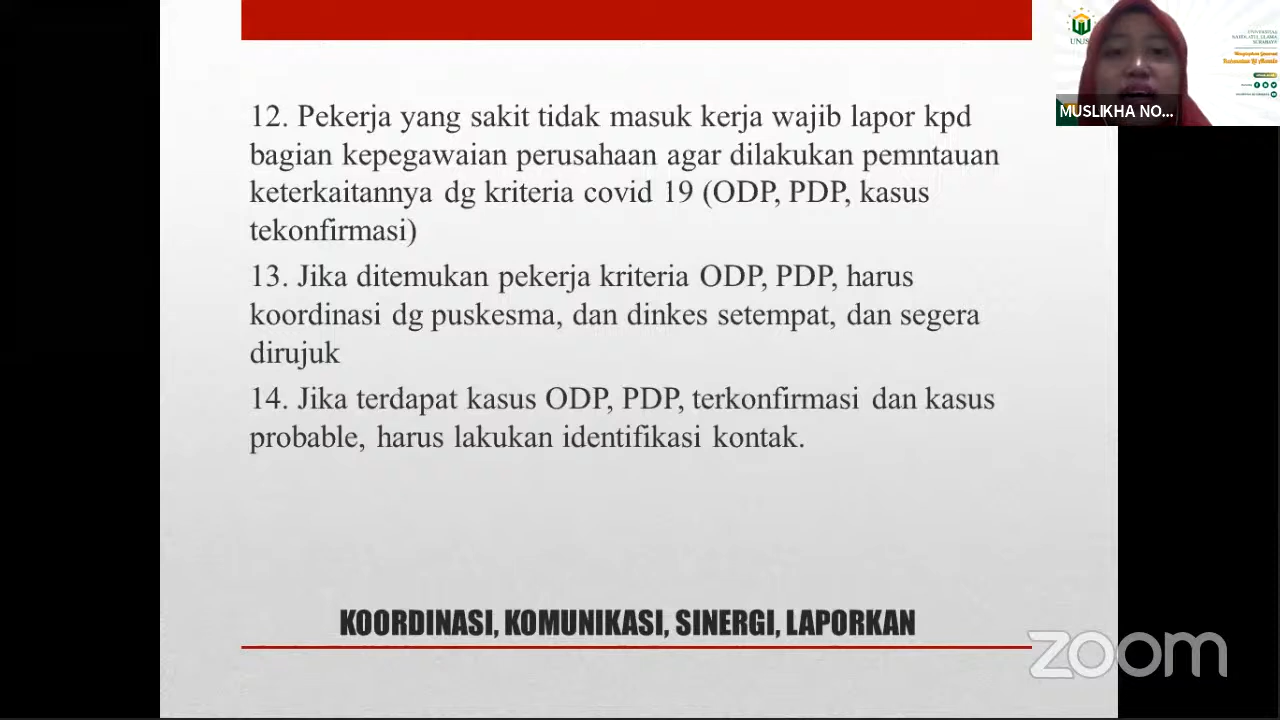 12. Pekerja yang sakit tidak masuk kerja wajib lapor kpd
bagian kepegawaian perusahaan agar dilakukan pemntauan
keterkaitannya dg kriteria covid 19 (ODP, PDP, kasus
tekonfirmasi)
13. Jika ditemukan pekerja kriteria ODP, PDP, harus
koordinasi dg puskesma, dan dinkes setempat, dan segera
dirujuk
14. Jika terdapat kasus ODP, PDP, terkonfirmasi dan kasus
probable, harus lakukan identifikasi kontak.
KOORDINASI, KOMUNIKASI, SINERGI, LAPORKAN
MUSLIKHA NO...
zoom